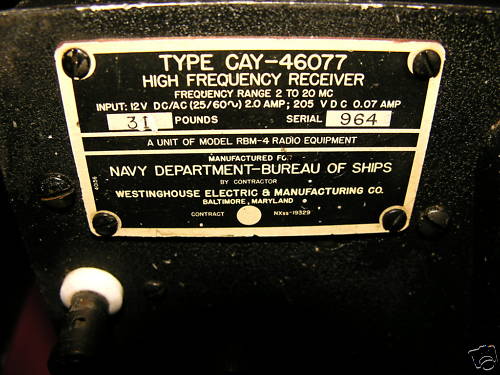 TYPE CAY-46077
HIGH FREQUENCY RECEIVER
FREQUENCY RANGE 2 TO 20 MC
INPUT: 12V DC/AC (25/60~) 2.0 AMP; 205 V DC 0.07 AMP
31 POUNDS SERIAL 964
A UNIT OF MODEL RBM-4 RADIO EQUIPMENT
MANUFACTURED FOR
NAVY DEPARTMENT-BUREAU OF SHIPS
BY CONTRACTOR
WESTINGHOUSE ELECTRIC & MANUFACTURING CO.
BALTIMORE, MARYLAND
CONTRACT NXss-19329